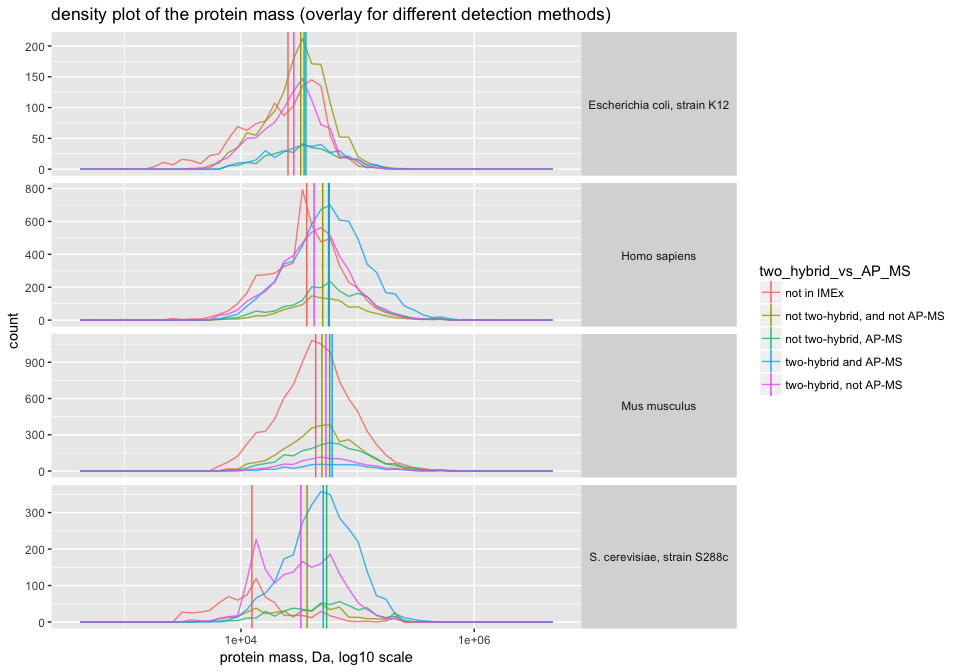 density plot of the protein mass (overlay for different detection methods)
count
200
150
100
50
0
Escherichia coli, strain K12
800
600
400
200
0
Homo sapiens
900
600
300
0
Mus musculus
300
200
100
0
S. cerevisiae, strain S288c
1e+04
1e+06
protein mass, Da, log10 scale
two_hybrid_vs_AP_MS
not in IMEx
not two-hybrid, and not AP-MS
not two-hybrid, AP-MS
two-hybrid and AP-MS
two-hybrid, not AP-MS